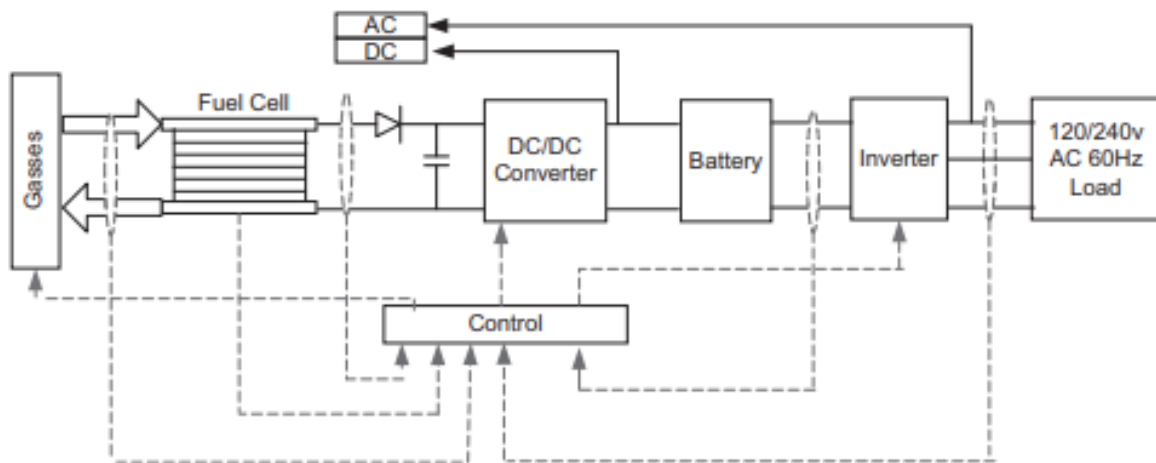 AC
DC
Fuel Cell
Gasses
DC/DC
Converter
Battery
Inverter
120/240v
AC 60Hz
Load
Control